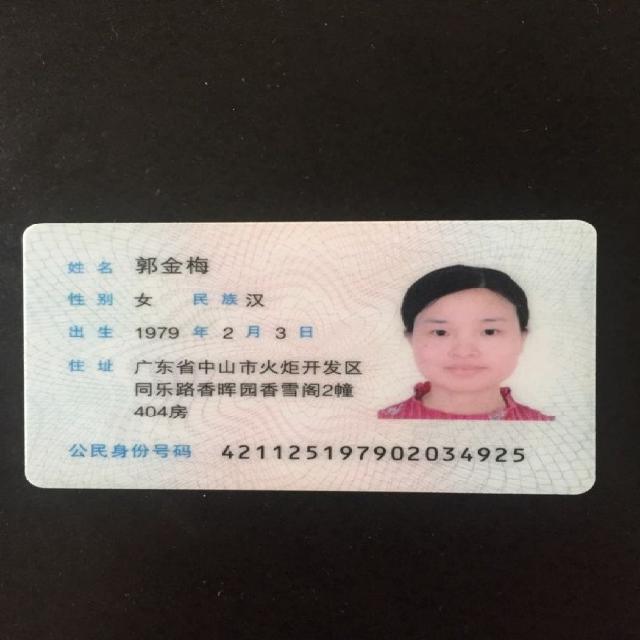 姓名 郭金梅
性别 女 民族 汉
出生 1979 年 2 月 3 日
住址 广东省中山市火炬开发区
同乐路香晖园香雪阁2幢
404房
公民身份号码 421125197902034925